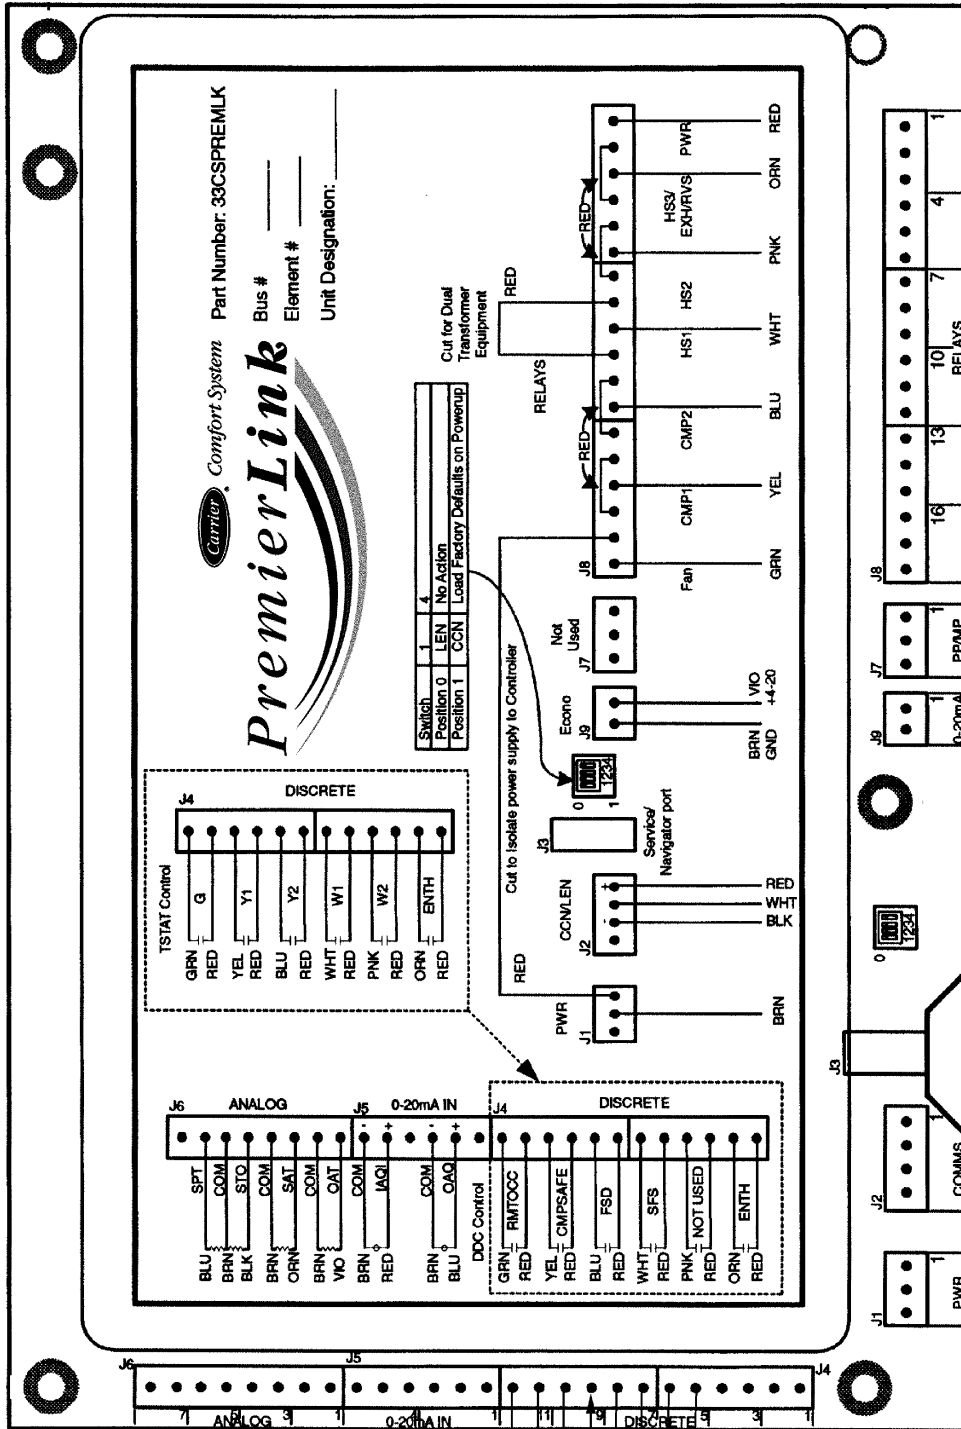 Carrier Comfort System
PremierLink
Part Number: 33CSPREMLK
Bus #
Element #
Unit Designation:
Switch 1 4
Position 0 LEN No Action
Position 1 CCN Load Factory Defaults on Powerup
Cut for Dual
Transformer
Equipment
RED
RELAYS
TSTAT Control
J4
DISCRETE
GRN
G
RED
YEL
Y1
RED
BLU
Y2
RED
WHT
W1
RED
PNK
W2
RED
ORN
ENTH
RED
Cut to isolate power supply to Controller
RED
PWR
J1
BRN
CCN/LEN
J2
- +
BLK
WHT
RED
J3
Service/
Navigator port
0
1
1234
Econo
J9
BRN
GND
VIO
+4-20
Not
Used
J7
J8
RED
RED
Fan
CMP1
CMP2
HS1
HS2
HS3/
EXH/RVS
PWR
GRN
YEL
BLU
WHT
PNK
ORN
RED
J6
ANALOG
J5
0-20mA IN
J4
DISCRETE
- +
- +
SPT
COM
STO
COM
SAT
COM
OAT
COM
IAQI
COM
OAQ
BLU
BRN
BLK
BRN
ORN
BRN
VIO
BRN
RED
BRN
BLU
DDC Control
GRN
RMTOCC
RED
YEL
CMPSAFE
RED
BLU
FSD
RED
WHT
SFS
RED
PNK
NOT USED
RED
ORN
ENTH
RED
J6
7 5 3 1
ANALOG
J5
4 1
0-20mA IN
J4
11 9 7 5 3 1
DISCRETE
J1
1
PWR
J2
1
COMMS
J3
0
1234
J9
1
0-20mA
J7
1
PP/MP
J8
16 13 10 7 4 1
RELAYS